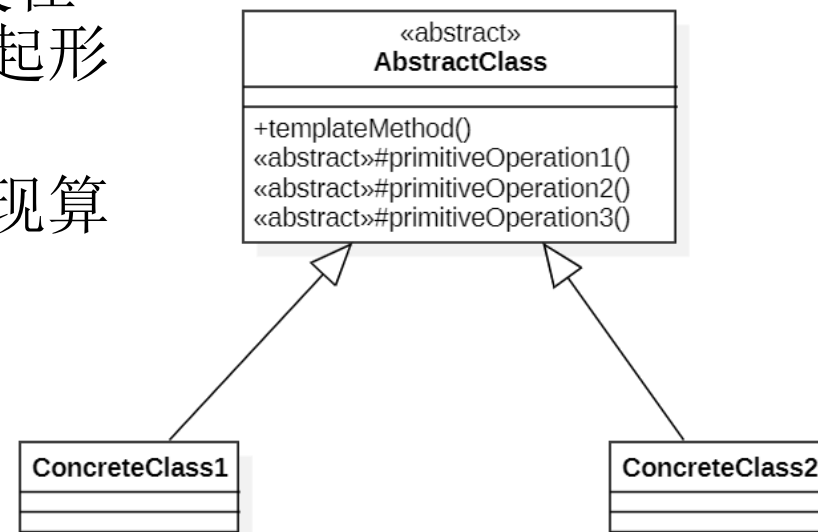 起形
现算
«abstract»
AbstractClass
+templateMethod()
«abstract»#primitiveOperation1()
«abstract»#primitiveOperation2()
«abstract»#primitiveOperation3()
ConcreteClass1
ConcreteClass2